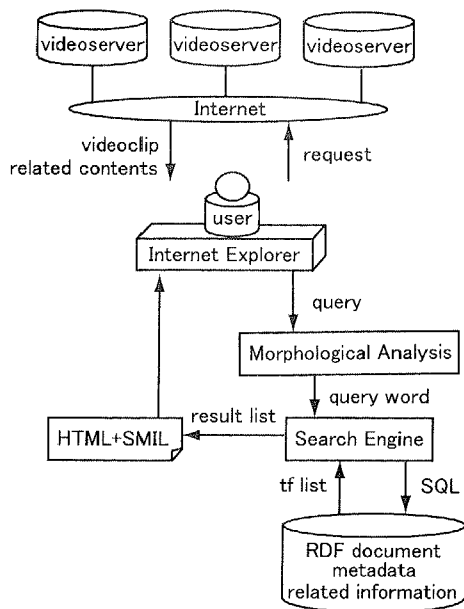 videoserver
videoserver
videoserver
Internet
videoclip
related contents
request
user
Internet Explorer
query
Morphological Analysis
query word
result list
HTML+SMIL
Search Engine
tf list
SQL
RDF document
metadata
related information